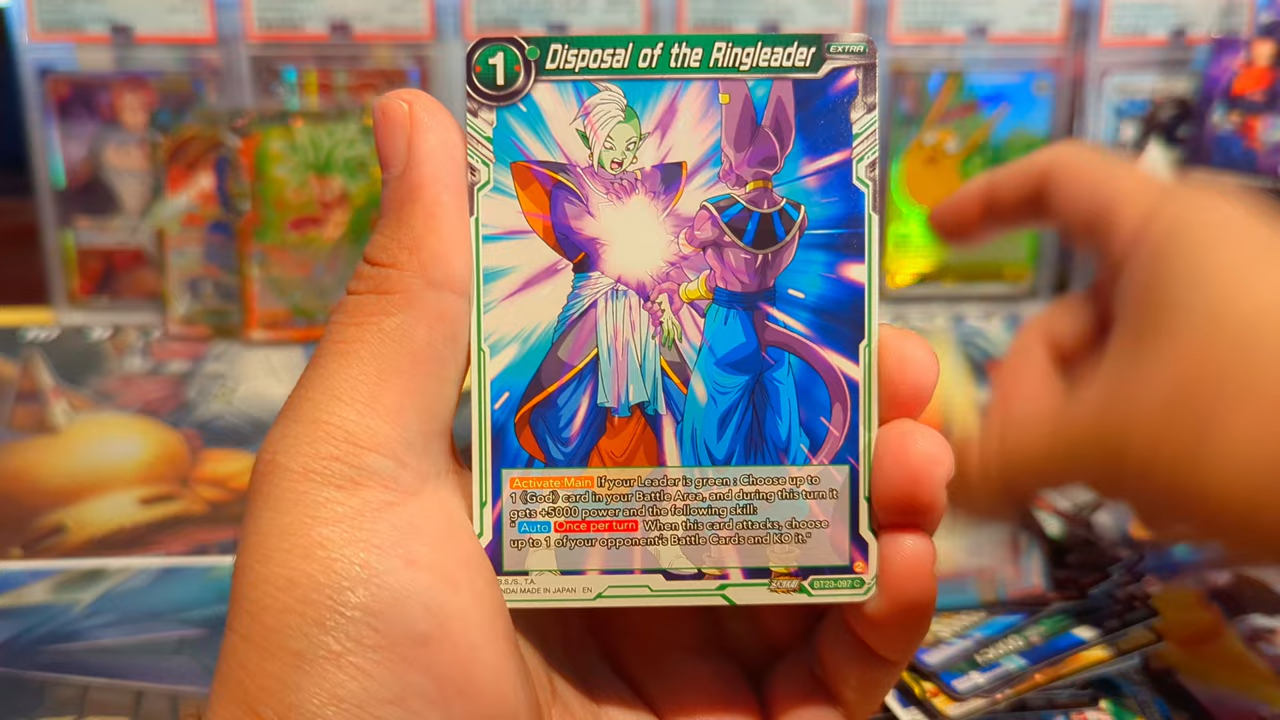 1
Disposal of the Ringleader
EXTRA
Activate:Main If your Leader is green : Choose up to
1 《God》 card in your Battle Area, and during this turn it
gets +5000 power and the following skill:
"Auto Once per turn When this card attacks, choose
up to 1 of your opponent's Battle Cards and KO it."
B.S./S., T.A.
NDAI MADE IN JAPAN EN
BT23-097 C